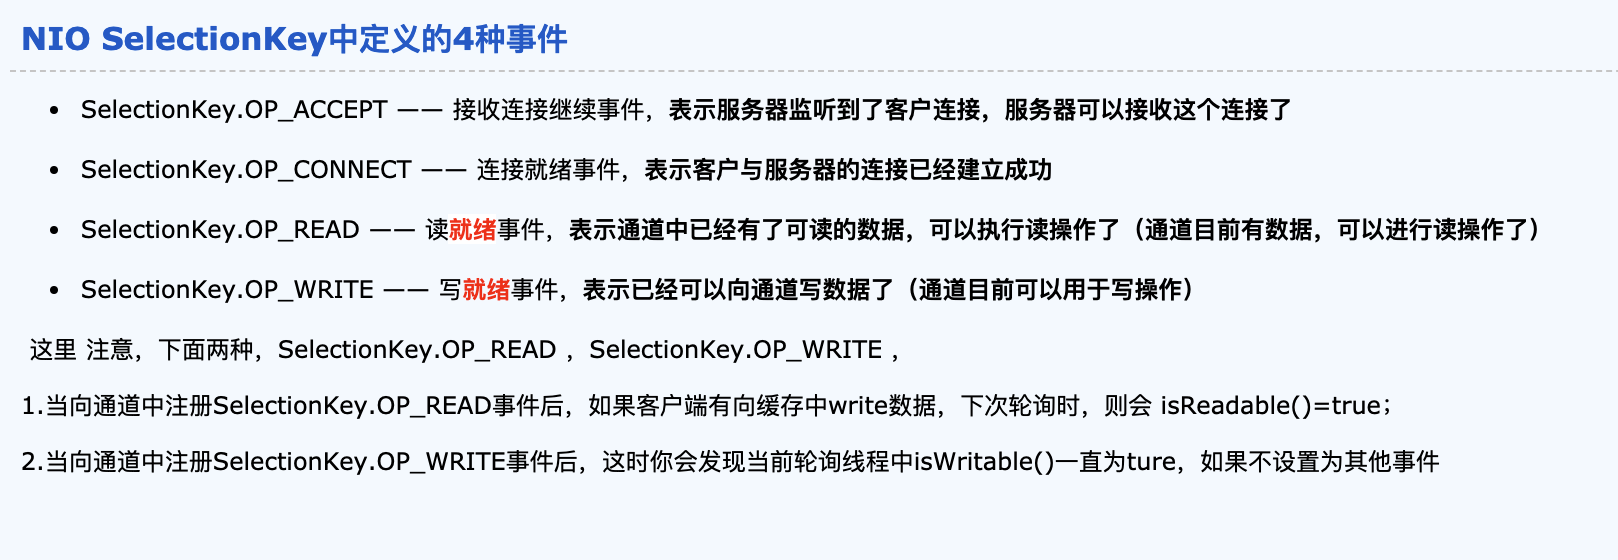 NIO SelectionKey中定义的4种事件
• SelectionKey.OP_ACCEPT —— 接收连接继续事件，表示服务器监听到了客户连接，服务器可以接收这个连接了
• SelectionKey.OP_CONNECT —— 连接就绪事件，表示客户与服务器的连接已经建立成功
• SelectionKey.OP_READ —— 读就绪事件，表示通道中已经有了可读的数据，可以执行读操作了（通道目前有数据，可以进行读操作了）
• SelectionKey.OP_WRITE —— 写就绪事件，表示已经可以向通道写数据了（通道目前可以用于写操作）
这里 注意，下面两种，SelectionKey.OP_READ ，SelectionKey.OP_WRITE ，
1.当向通道中注册SelectionKey.OP_READ事件后，如果客户端有向缓存中write数据，下次轮询时，则会 isReadable()=true；
2.当向通道中注册SelectionKey.OP_WRITE事件后，这时你会发现当前轮询线程中isWritable()一直为ture，如果不设置为其他事件